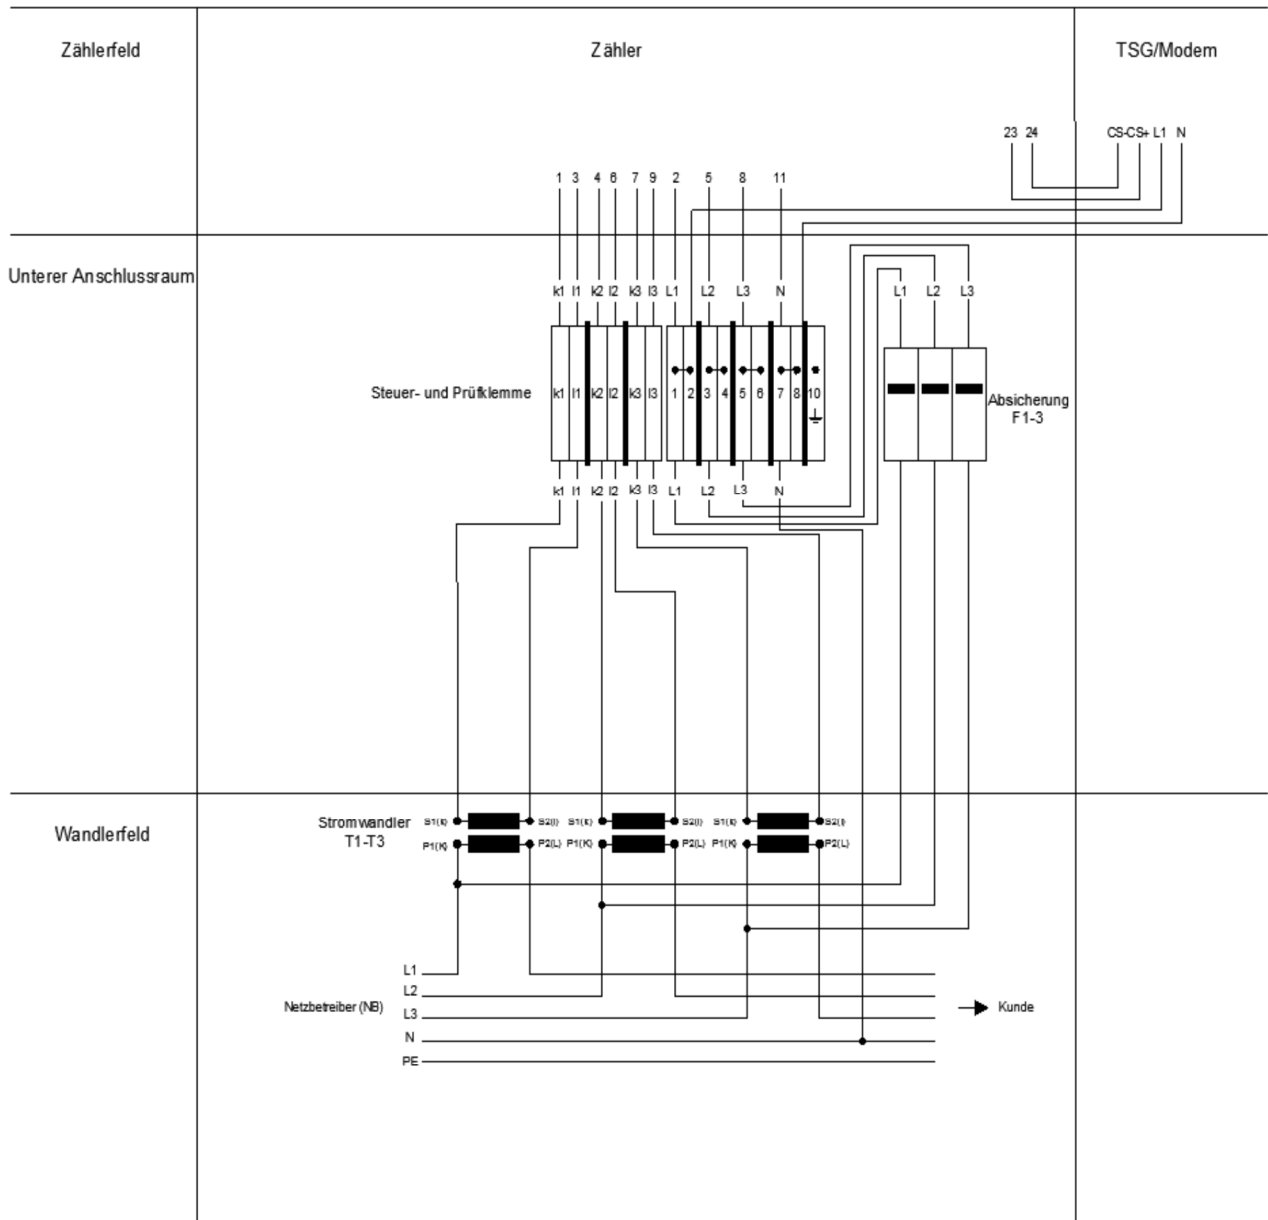 Zählerfeld
Zähler
TSG/Modem
23 24
CS-CS+ L1 N
1 3 4 6 7 9 2 5 8 11
Unterer Anschlussraum
k1 l1 k2 l2 k3 l3 L1 L2 L3 N
L1 L2 L3
Steuer- und Prüfklemme
k1 l1 k2 l2 k3 l3 1 2 3 4 5 6 7 8 10
Absicherung
F1-3
k1 l1 k2 l2 k3 l3 L1 L2 L3 N
Wandlerfeld
Stromwandler
T1-T3
S1(k) S2(l) S1(k) S2(l) S1(k) S2(l)
P1(K) P2(L) P1(K) P2(L) P1(K) P2(L)
L1
L2
Netzbetreiber (NB)
Kunde
L3
N
PE